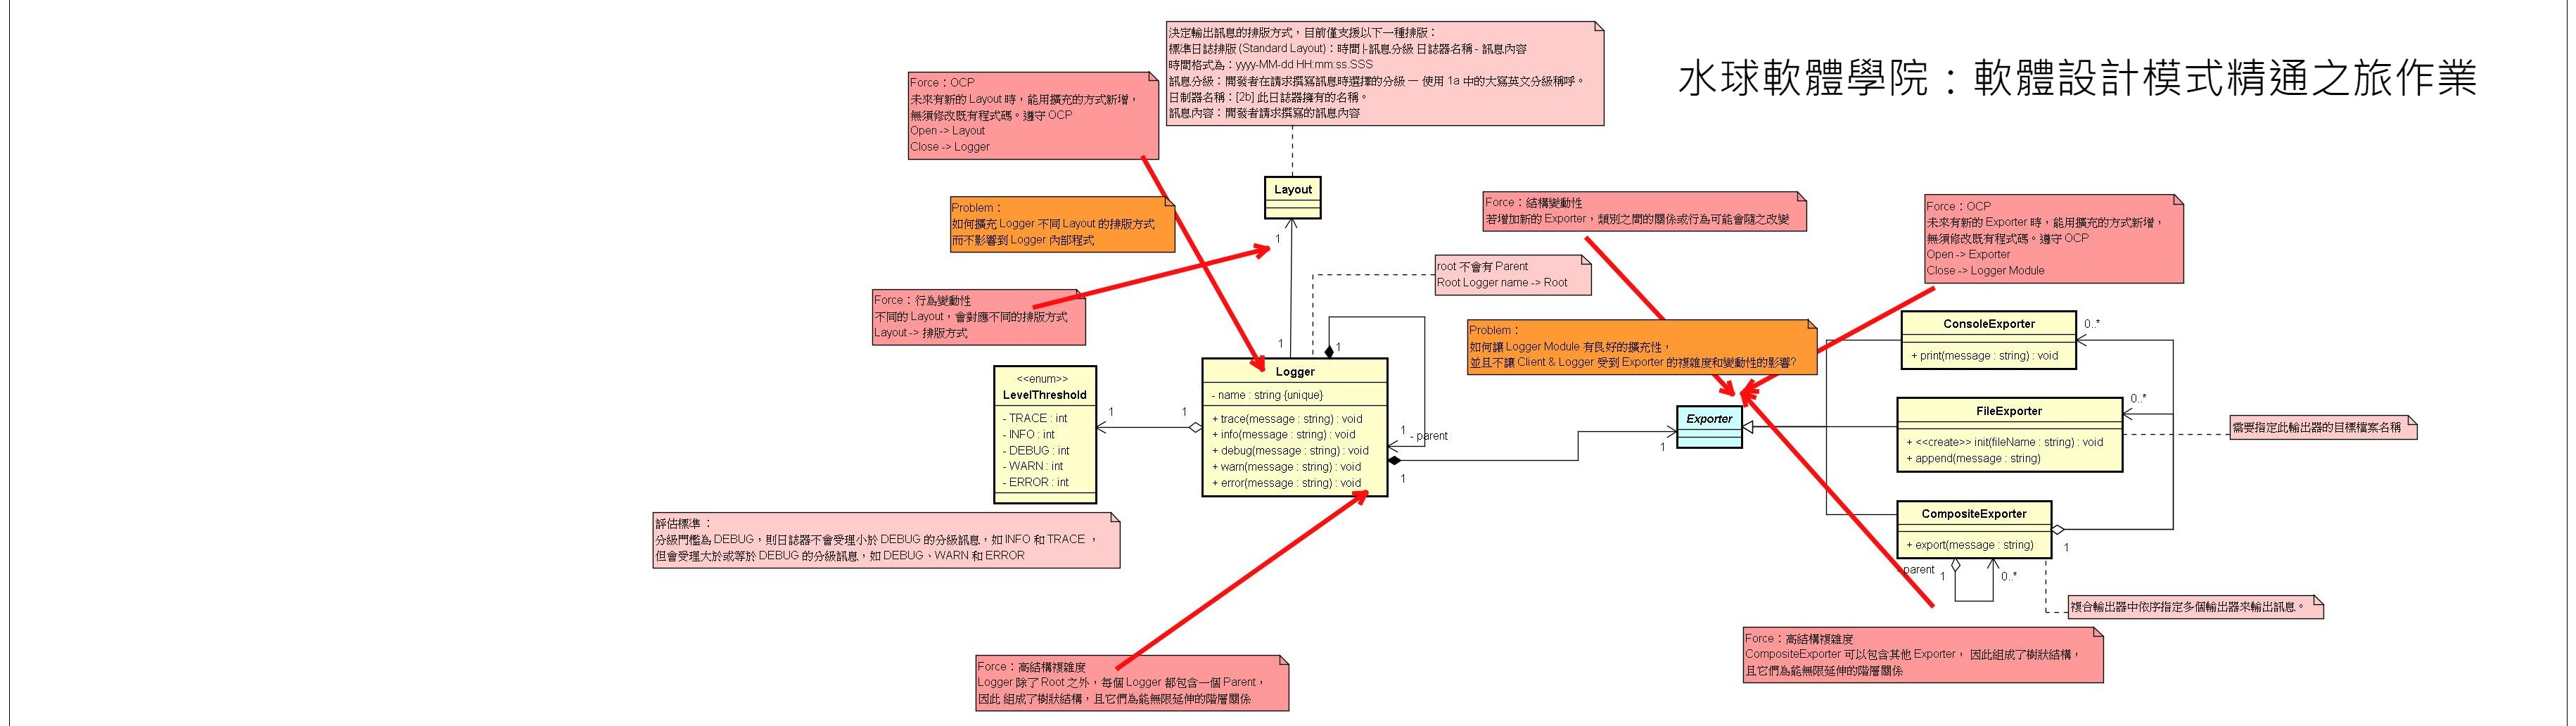 水球軟體學院：軟體設計模式精通之旅作業
決定輸出訊息的排版方式，目前僅支援以下一種排版：
標準日誌排版 (Standard Layout)：時間 |-訊息分級 日誌器名稱 - 訊息內容
時間格式為：yyyy-MM-dd HH:mm:ss.SSS
訊息分級：開發者在請求撰寫訊息時選擇的分級 — 使用 1a 中的大寫英文分級稱呼。
日制器名稱：[2b] 此日誌器擁有的名稱。
訊息內容：開發者請求撰寫的訊息內容
Force：OCP
未來有新的 Layout 時，能用擴充的方式新增，
無須修改既有程式碼。遵守 OCP
Open -> Layout
Close -> Logger
Problem：
如何擴充 Logger 不同 Layout 的排版方式
而不影響到 Logger 內部程式
Force：行為變動性
不同的 Layout，會對應不同的排版方式
Layout -> 排版方式
Layout
1
1
Force：結構變動性
若增加新的 Exporter，類別之間的關係或行為可能會隨之改變
Force：OCP
未來有新的 Exporter 時，能用擴充的方式新增，
無須修改既有程式碼。遵守 OCP
Open -> Exporter
Close -> Logger Module
root 不會有 Parent
Root Logger name -> Root
Problem：
如何讓 Logger Module 有良好的擴充性，
並且不讓 Client & Logger 受到 Exporter 的複雜度和變動性的影響?
<<enum>>
LevelThreshold
- TRACE : int
- INFO : int
- DEBUG : int
- WARN : int
- ERROR : int
1
1
Logger
- name : string {unique}
+ trace(message : string) : void
+ info(message : string) : void
+ debug(message : string) : void
+ warn(message : string) : void
+ error(message : string) : void
1
1
- parent
1
1
Exporter
ConsoleExporter
+ print(message : string) : void
0..*
FileExporter
+ <<create>> init(fileName : string) : void
+ append(message : string)
0..*
需要指定此輸出器的目標檔案名稱
CompositeExporter
+ export(message : string)
1
- parent
1
0..*
複合輸出器中依序指定多個輸出器來輸出訊息。
評估標準：
分級門檻為 DEBUG，則日誌器不會受理小於 DEBUG 的分級訊息，如 INFO 和 TRACE ，
但會受理大於或等於 DEBUG 的分級訊息，如 DEBUG、WARN 和 ERROR
Force：高結構複雜度
Logger 除了 Root 之外，每個 Logger 都包含一個 Parent，
因此 組成了樹狀結構，且它們為能無限延伸的階層關係
Force：高結構複雜度
CompositeExporter 可以包含其他 Exporter， 因此組成了樹狀結構，
且它們為能無限延伸的階層關係